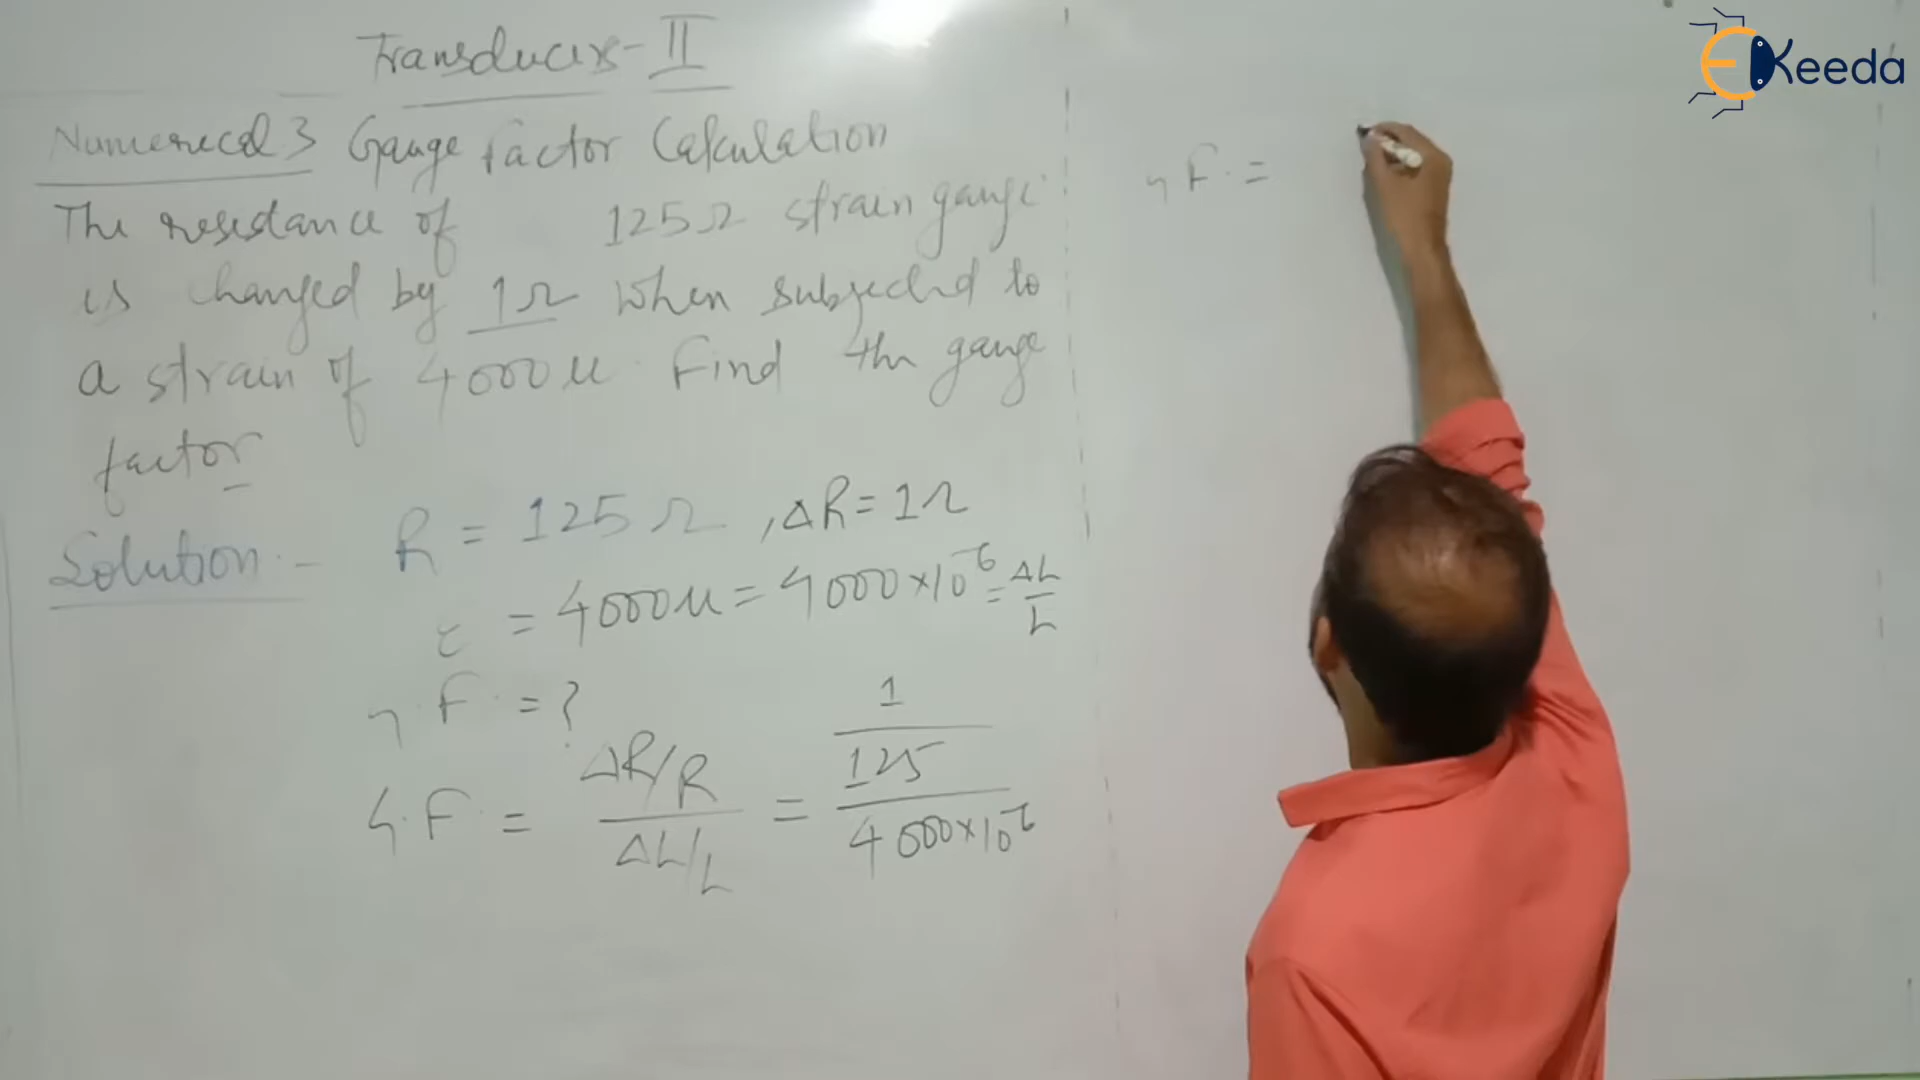 Transducers-II
Numerical 3 Gauge factor Calculation
The resistance of 125Ω strain gauge
is changed by 1Ω when subjected to
a strain of 4000μ. Find the gauge
factor
Solution:- R = 125Ω, ΔR = 1Ω
ε = 4000μ = 4000×10⁻⁶ = ΔL/L
G.F. = ?
G.F. = (ΔR/R)/(ΔL/L) = (1/125)/(4000×10⁻⁶)
G.F. =
EKeeda